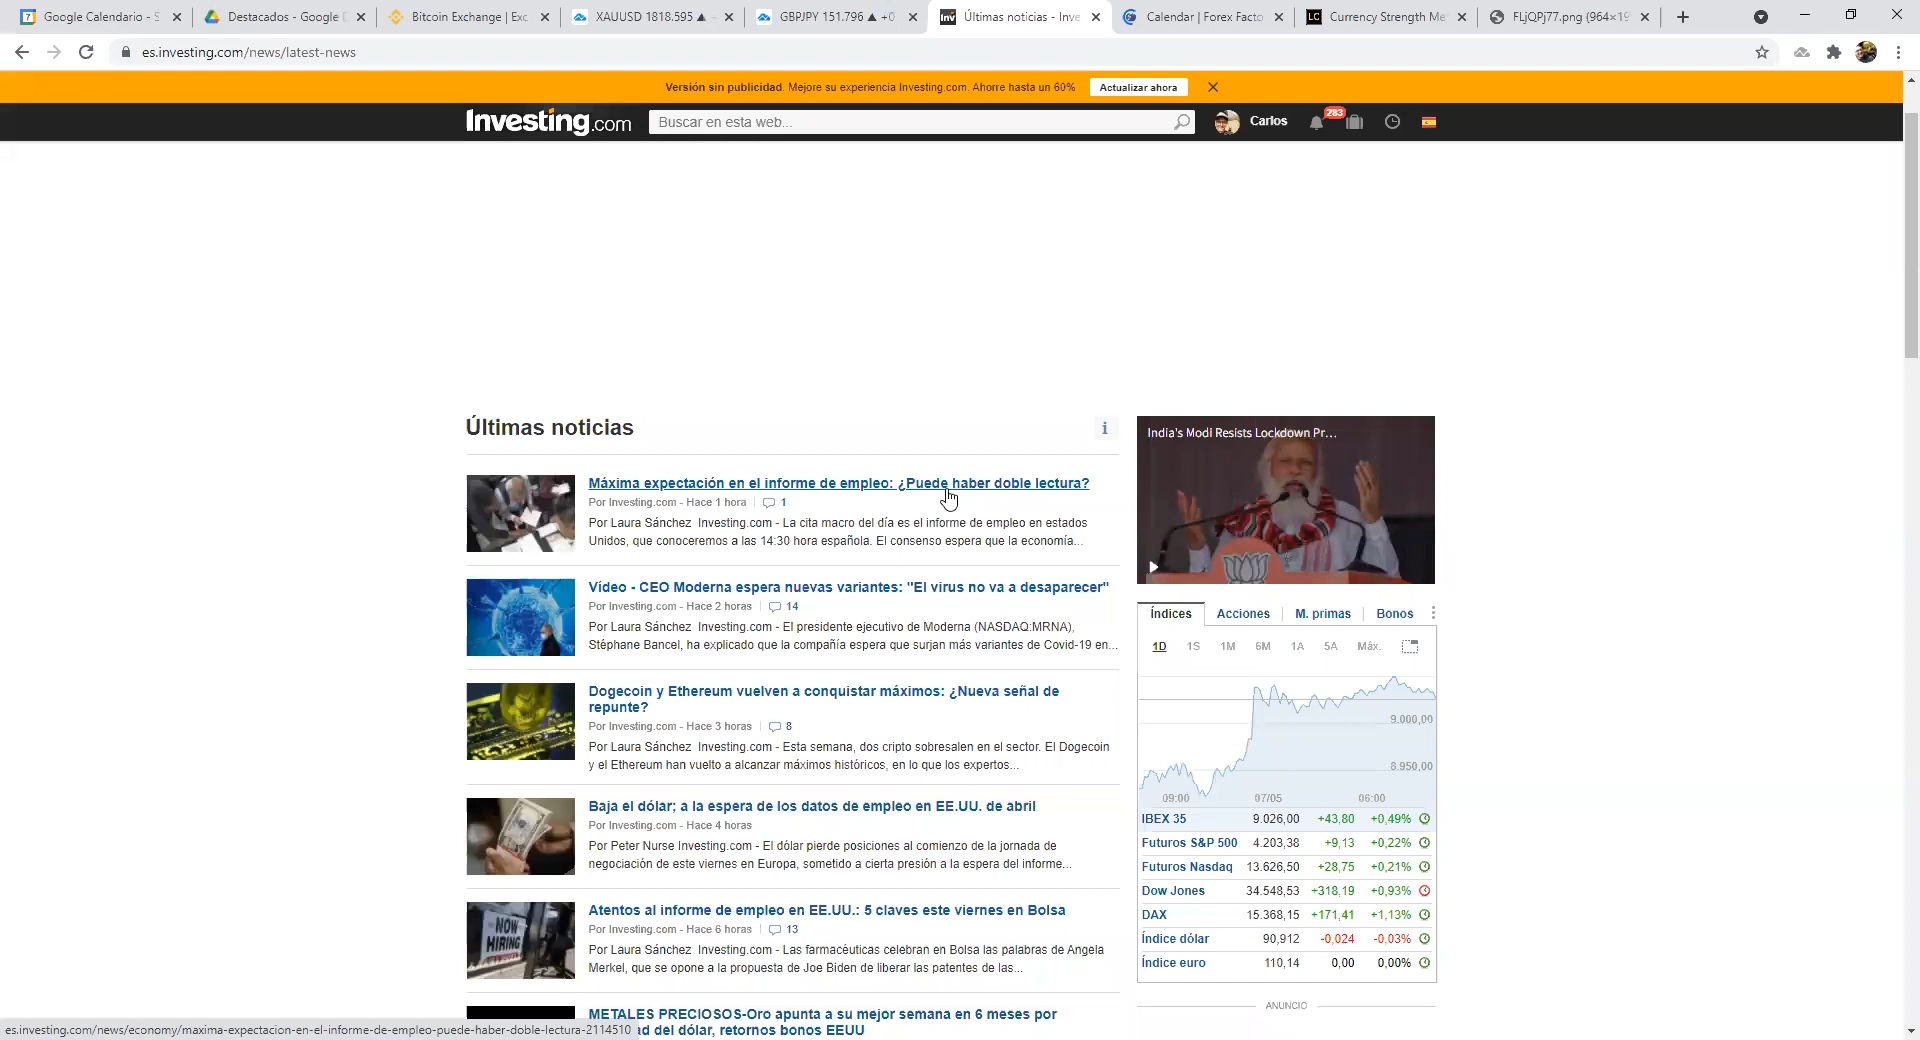 Google Calendario - S
Destacados - Google D
Bitcoin Exchange | Exc
XAUUSD 1818.595 ▲ -
GBPJPY 151.796 ▲ +0
Últimas noticias - Inve
Calendar | Forex Facto
Currency Strength Me
FLjQPj77.png (964×19
es.investing.com/news/latest-news
Versión sin publicidad. Mejore su experiencia Investing.com. Ahorre hasta un 60%
Actualizar ahora
Investing.com
Buscar en esta web...
Carlos
283
Últimas noticias
Máxima expectación en el informe de empleo: ¿Puede haber doble lectura?
Por Investing.com - Hace 1 hora
1
Por Laura Sánchez Investing.com - La cita macro del día es el informe de empleo en estados
Unidos, que conoceremos a las 14:30 hora española. El consenso espera que la economía...
Vídeo - CEO Moderna espera nuevas variantes: "El virus no va a desaparecer"
Por Investing.com - Hace 2 horas
14
Por Laura Sánchez Investing.com - El presidente ejecutivo de Moderna (NASDAQ:MRNA),
Stéphane Bancel, ha explicado que la compañía espera que surjan más variantes de Covid-19 en...
Dogecoin y Ethereum vuelven a conquistar máximos: ¿Nueva señal de
repunte?
Por Investing.com - Hace 3 horas
8
Por Laura Sánchez Investing.com - Esta semana, dos cripto sobresalen en el sector. El Dogecoin
y el Ethereum han vuelto a alcanzar máximos históricos, en lo que los expertos...
Baja el dólar; a la espera de los datos de empleo en EE.UU. de abril
Por Investing.com - Hace 4 horas
Por Peter Nurse Investing.com - El dólar pierde posiciones al comienzo de la jornada de
negociación de este viernes en Europa, sometido a cierta presión a la espera del informe...
NOW
HIRING
Atentos al informe de empleo en EE.UU.: 5 claves este viernes en Bolsa
Por Investing.com - Hace 6 horas
13
Por Laura Sánchez Investing.com - Las farmacéuticas celebran en Bolsa las palabras de Angela
Merkel, que se opone a la propuesta de Joe Biden de liberar las patentes de las...
METALES PRECIOSOS-Oro apunta a su mejor semana en 6 meses por
ad del dólar, retornos bonos EEUU
India's Modi Resists Lockdown Pr...
Índices
Acciones
M. primas
Bonos
1D 1S 1M 6M 1A 5A Máx.
9.000,00
8.950,00
09:00 07/05 06:00
IBEX 35 9.026,00 +43,80 +0,49%
Futuros S&P 500 4.203,38 +9,13 +0,22%
Futuros Nasdaq 13.626,50 +28,75 +0,21%
Dow Jones 34.548,53 +318,19 +0,93%
DAX 15.368,15 +171,41 +1,13%
Índice dólar 90,912 -0,024 -0,03%
Índice euro 110,14 0,00 0,00%
ANUNCIO
es.investing.com/news/economy/maxima-expectacion-en-el-informe-de-empleo-puede-haber-doble-lectura-2114510